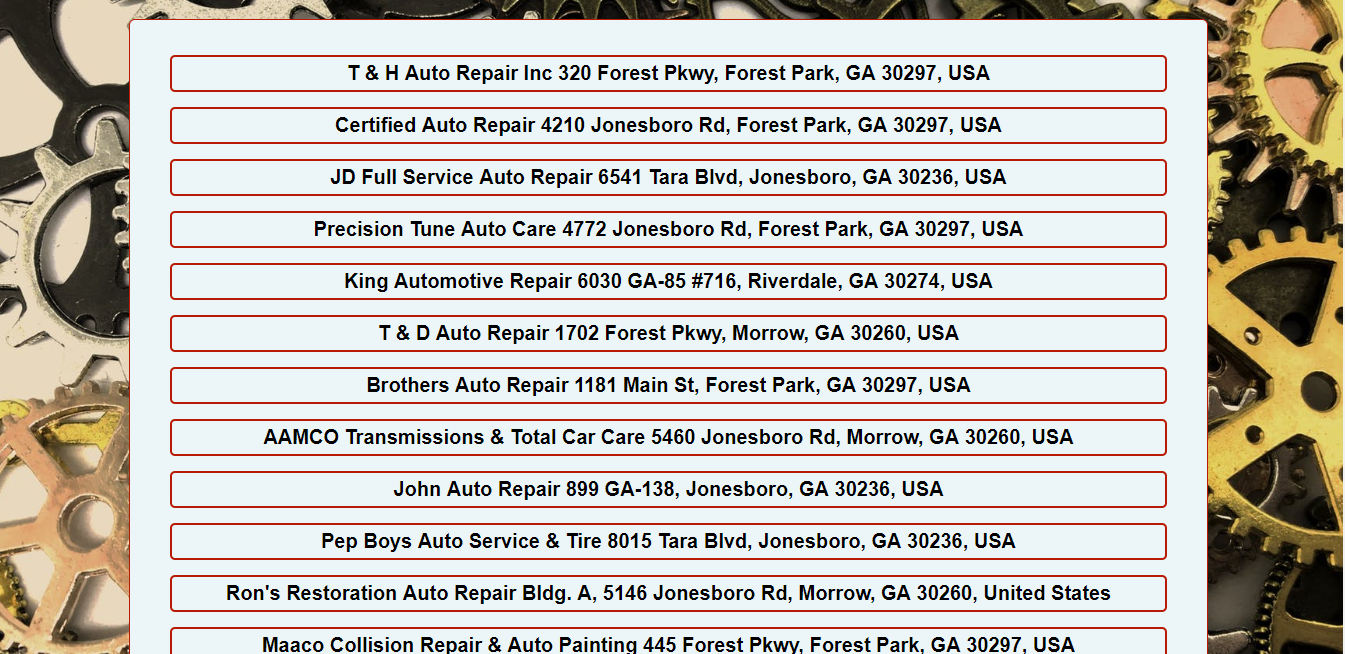 T & H Auto Repair Inc 320 Forest Pkwy, Forest Park, GA 30297, USA
Certified Auto Repair 4210 Jonesboro Rd, Forest Park, GA 30297, USA
JD Full Service Auto Repair 6541 Tara Blvd, Jonesboro, GA 30236, USA
Precision Tune Auto Care 4772 Jonesboro Rd, Forest Park, GA 30297, USA
King Automotive Repair 6030 GA-85 #716, Riverdale, GA 30274, USA
T & D Auto Repair 1702 Forest Pkwy, Morrow, GA 30260, USA
Brothers Auto Repair 1181 Main St, Forest Park, GA 30297, USA
AAMCO Transmissions & Total Car Care 5460 Jonesboro Rd, Morrow, GA 30260, USA
John Auto Repair 899 GA-138, Jonesboro, GA 30236, USA
Pep Boys Auto Service & Tire 8015 Tara Blvd, Jonesboro, GA 30236, USA
Ron's Restoration Auto Repair Bldg. A, 5146 Jonesboro Rd, Morrow, GA 30260, United States
Maaco Collision Repair & Auto Painting 445 Forest Pkwy, Forest Park, GA 30297, USA